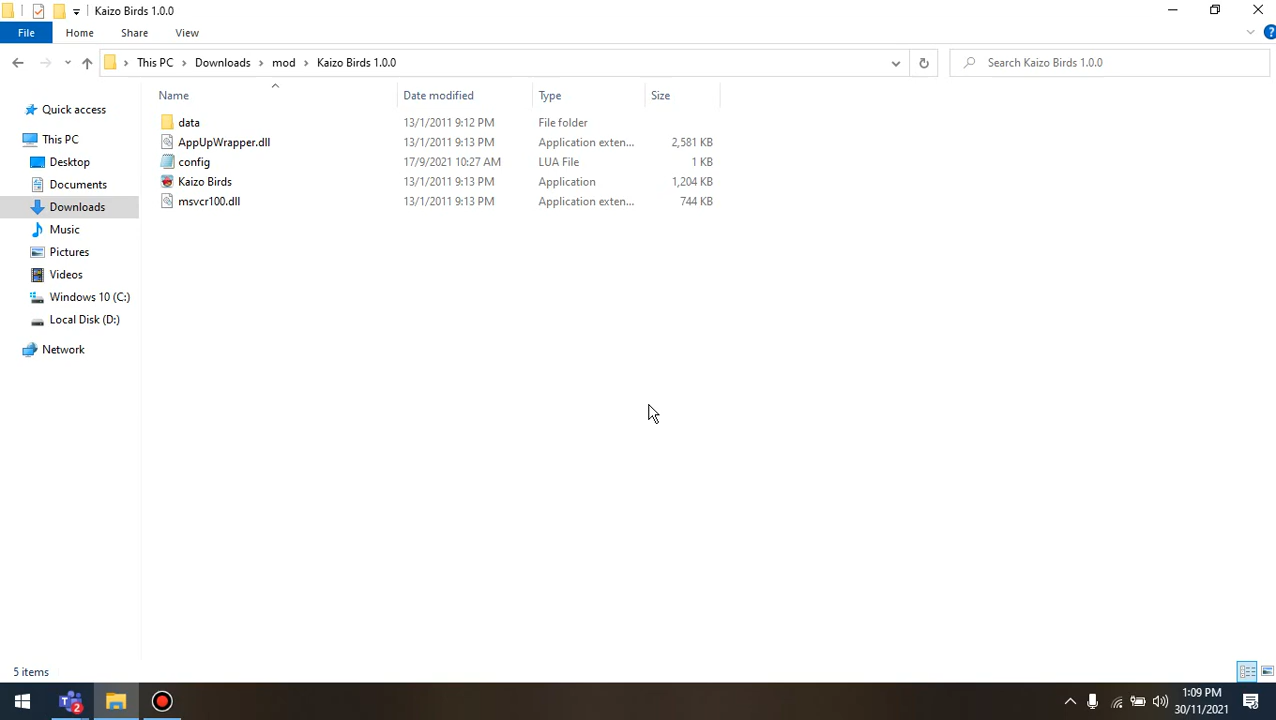 Kaizo Birds 1.0.0
File Home Share View
This PC Downloads mod Kaizo Birds 1.0.0 Search Kaizo Birds 1.0.0
Name Date modified Type Size
data 13/1/2011 9:12 PM File folder
AppUpWrapper.dll 13/1/2011 9:13 PM Application exten... 2,581 KB
config 17/9/2021 10:27 AM LUA File 1 KB
Kaizo Birds 13/1/2011 9:13 PM Application 1,204 KB
msvcr100.dll 13/1/2011 9:13 PM Application exten... 744 KB
Quick access
This PC
Desktop
Documents
Downloads
Music
Pictures
Videos
Windows 10 (C:)
Local Disk (D:)
Network
5 items
2
1:09 PM
30/11/2021